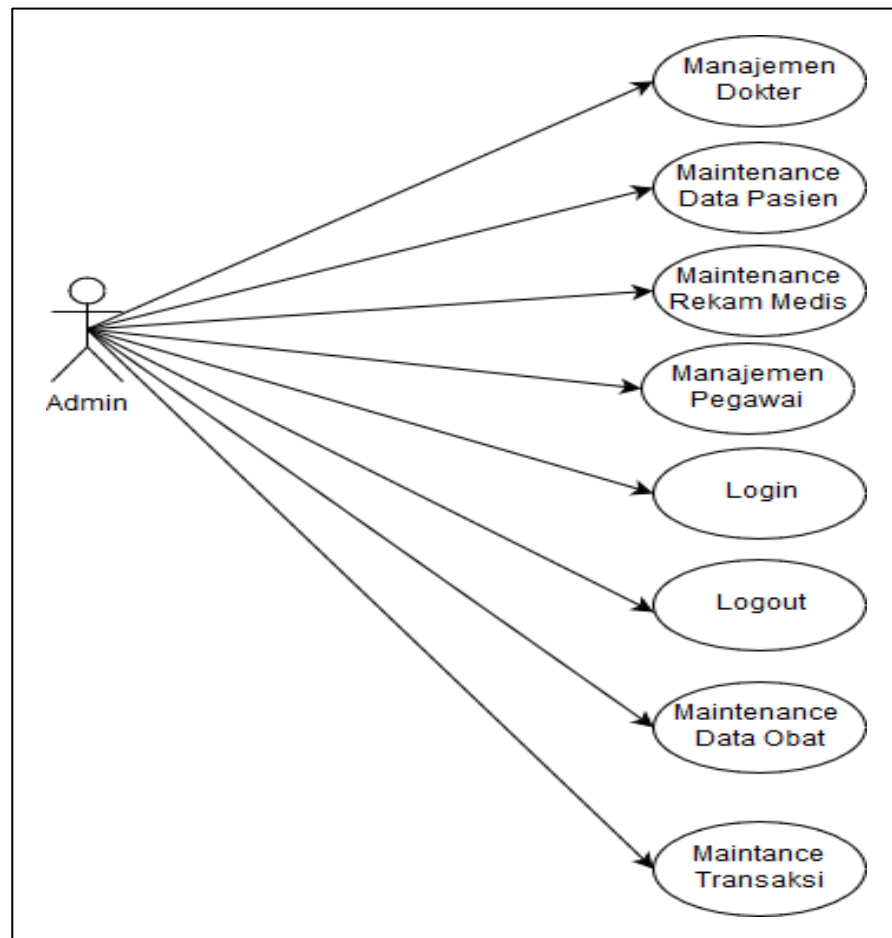 Manajemen
Dokter
Maintenance
Data Pasien
Maintenance
Rekam Medis
Admin
Manajemen
Pegawai
Login
Logout
Maintenance
Data Obat
Maintance
Transaksi